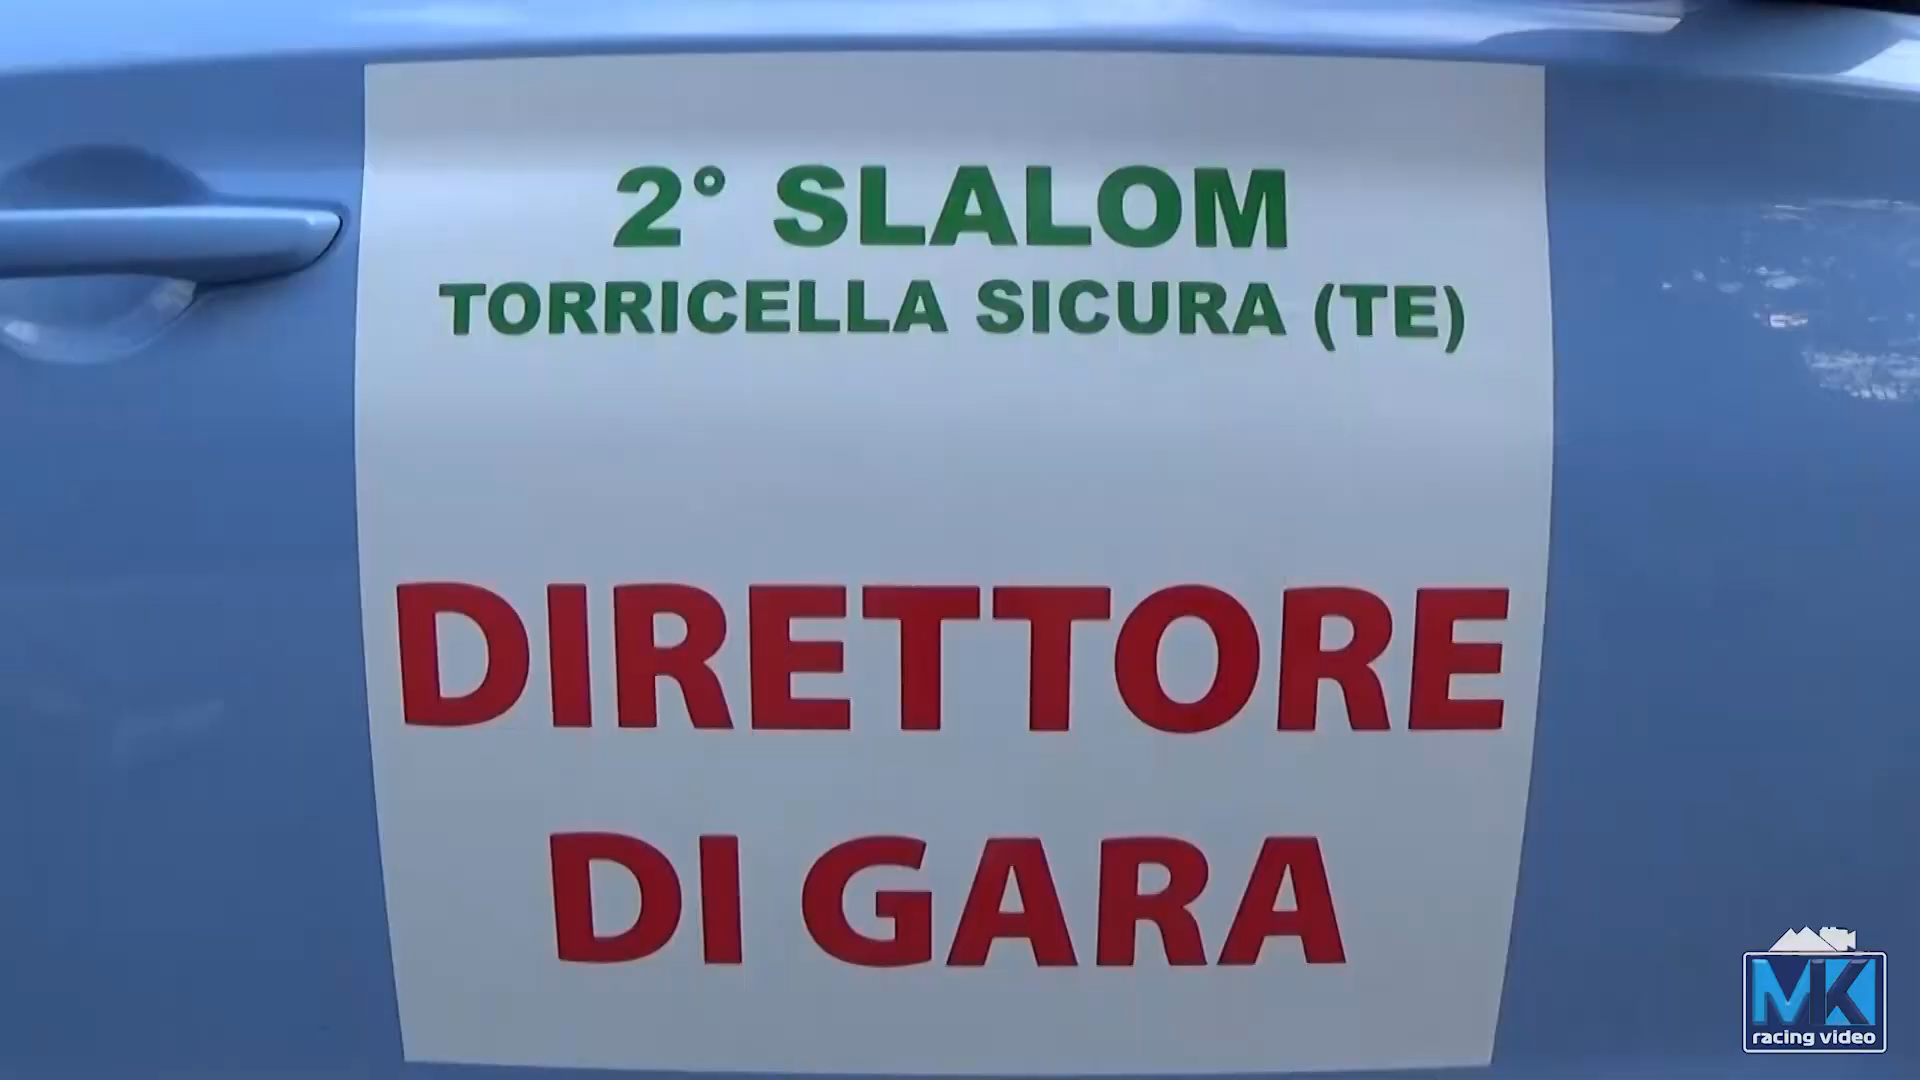 2° SLALOM
TORRICELLA SICURA (TE)
DIRETTORE
DI GARA
MK
racing video